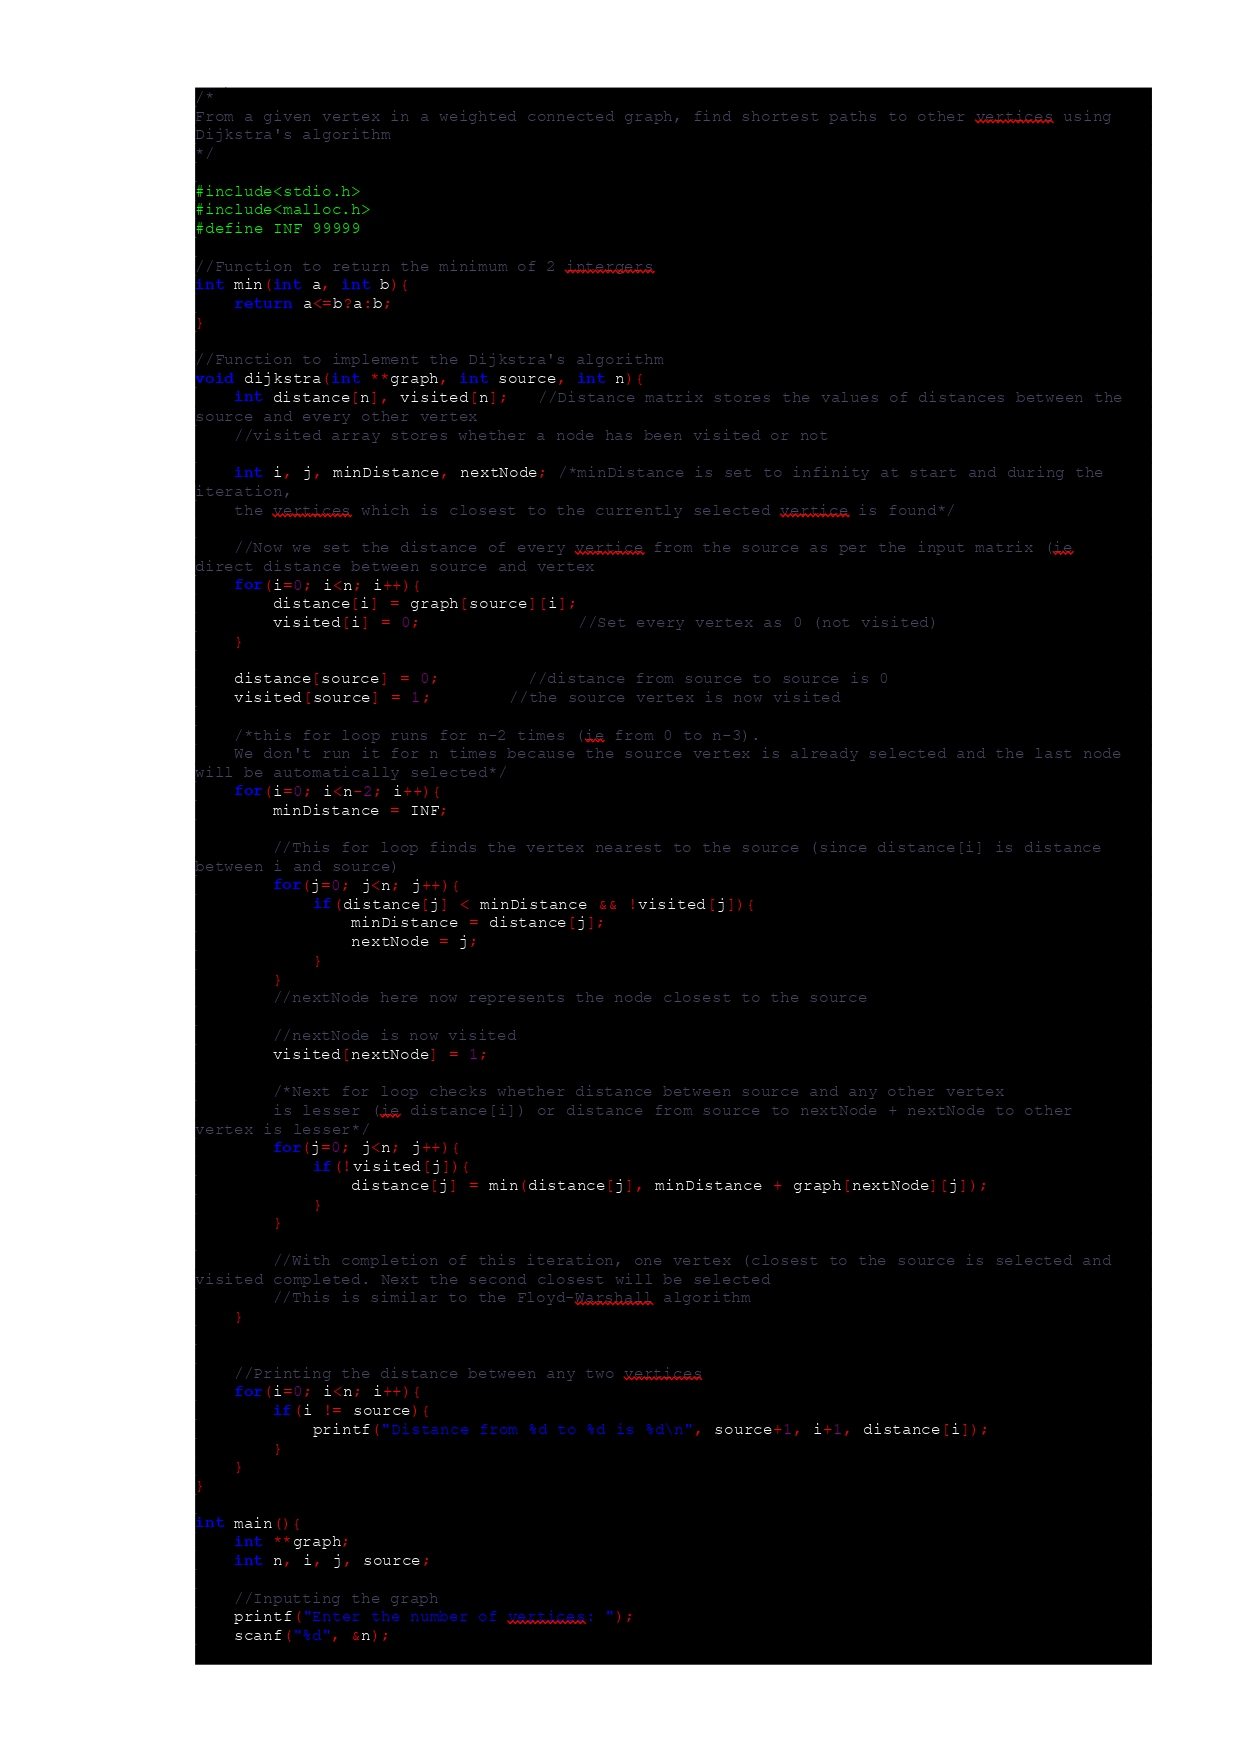 /*
From a given vertex in a weighted connected graph, find shortest paths to other vertices using
Dijkstra's algorithm
*/
#include<stdio.h>
#include<malloc.h>
#define INF 99999
//Function to return the minimum of 2 intergers
int min(int a, int b){
    return a<=b?a:b;
}
//Function to implement the Dijkstra's algorithm
void dijkstra(int **graph, int source, int n){
    int distance[n], visited[n];   //Distance matrix stores the values of distances between the
source and every other vertex
    //visited array stores whether a node has been visited or not
    int i, j, minDistance, nextNode; /*minDistance is set to infinity at start and during the
iteration,
    the vertices which is closest to the currently selected vertice is found*/
    //Now we set the distance of every vertice from the source as per the input matrix (ie
direct distance between source and vertex
    for(i=0; i<n; i++){
        distance[i] = graph[source][i];
        visited[i] = 0;                //Set every vertex as 0 (not visited)
    }
    distance[source] = 0;         //distance from source to source is 0
    visited[source] = 1;        //the source vertex is now visited
    /*this for loop runs for n-2 times (ie from 0 to n-3).
    We don't run it for n times because the source vertex is already selected and the last node
will be automatically selected*/
    for(i=0; i<n-2; i++){
        minDistance = INF;
        //This for loop finds the vertex nearest to the source (since distance[i] is distance
between i and source)
        for(j=0; j<n; j++){
            if(distance[j] < minDistance && !visited[j]){
                minDistance = distance[j];
                nextNode = j;
            }
        }
        //nextNode here now represents the node closest to the source
        //nextNode is now visited
        visited[nextNode] = 1;
        /*Next for loop checks whether distance between source and any other vertex
        is lesser (ie distance[i]) or distance from source to nextNode + nextNode to other
vertex is lesser*/
        for(j=0; j<n; j++){
            if(!visited[j]){
                distance[j] = min(distance[j], minDistance + graph[nextNode][j]);
            }
        }
        //With completion of this iteration, one vertex (closest to the source is selected and
visited completed. Next the second closest will be selected
        //This is similar to the Floyd-Warshall algorithm
    }
    //Printing the distance between any two vertices
    for(i=0; i<n; i++){
        if(i != source){
            printf("Distance from %d to %d is %d\n", source+1, i+1, distance[i]);
        }
    }
}
int main(){
    int **graph;
    int n, i, j, source;
    //Inputting the graph
    printf("Enter the number of vertices: ");
    scanf("%d", &n);